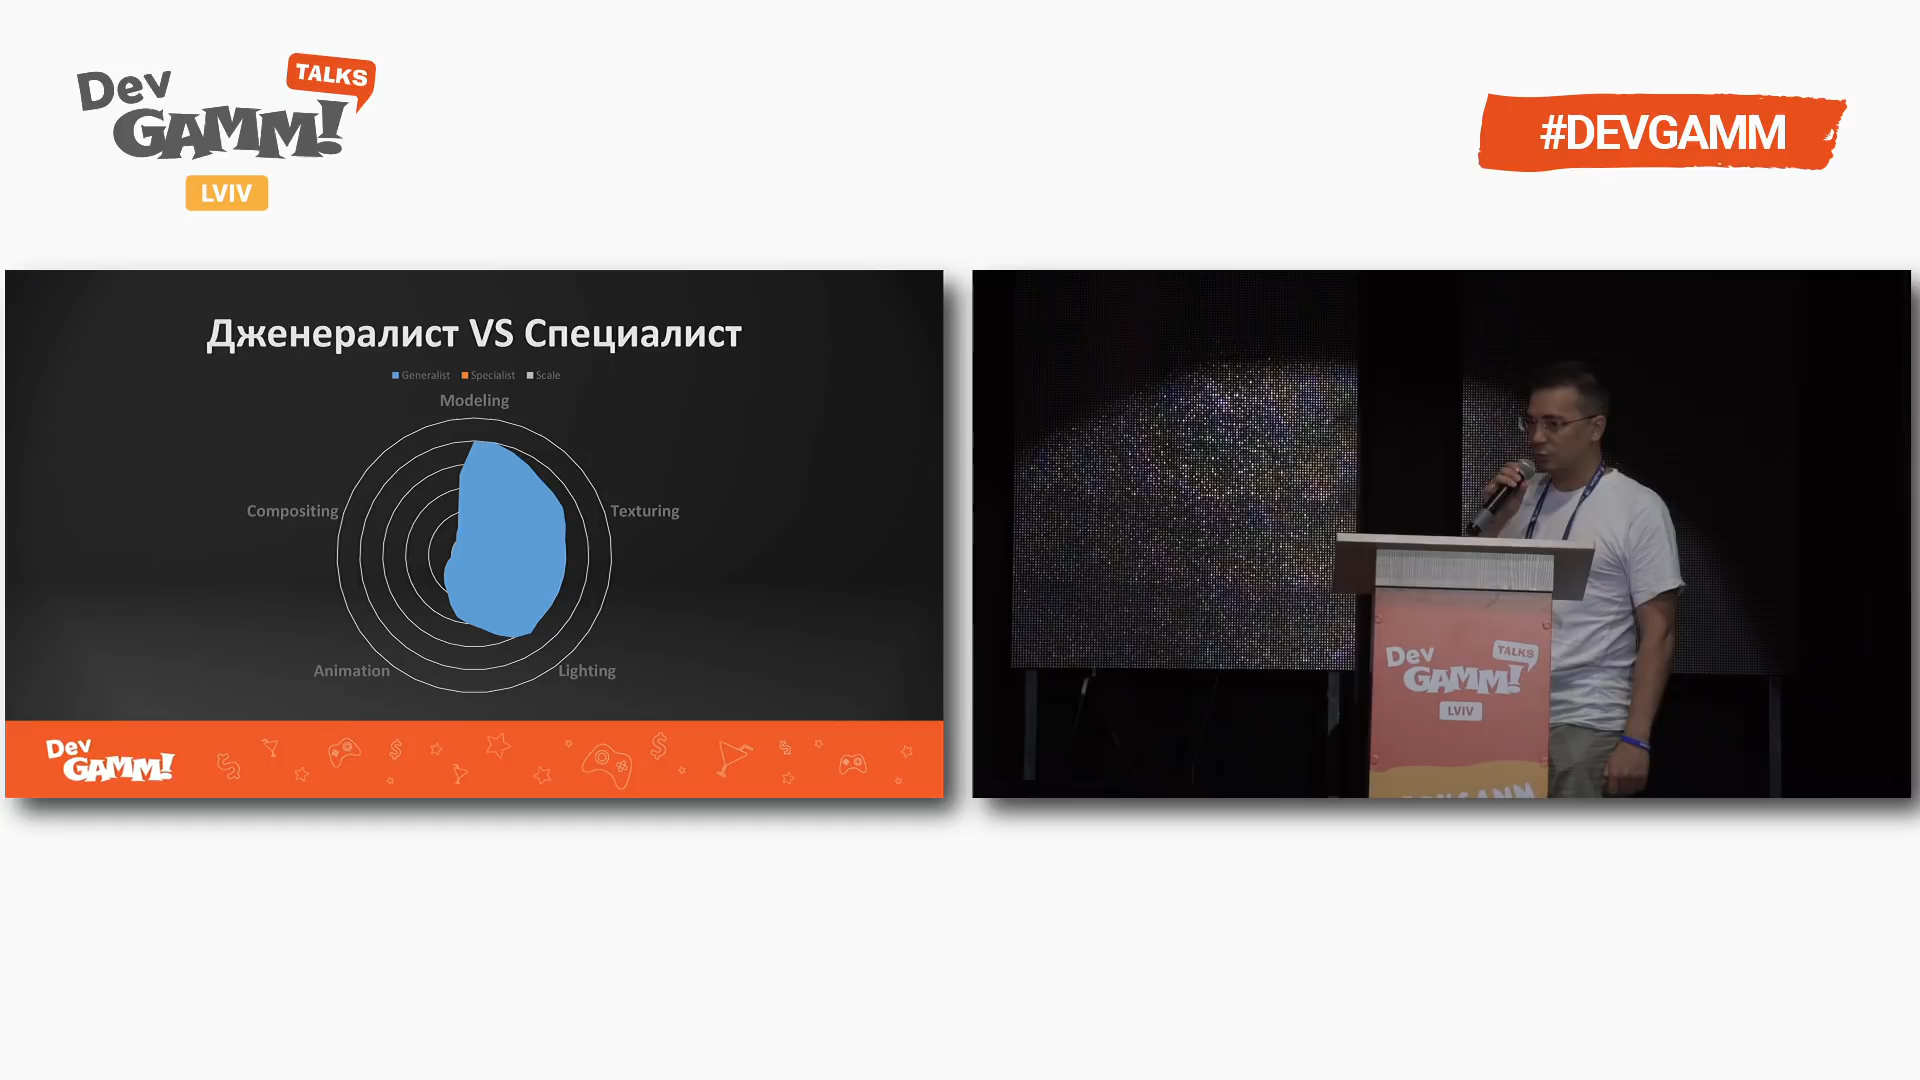 Dev
TALKS
GAMM!
LVIV
#DEVGAMM
Дженералист VS Специалист
Generalist Specialist Scale
Modeling
Compositing
Texturing
Animation
Lighting
Dev
GAMM!
Dev
TALKS
GAMM!
LVIV